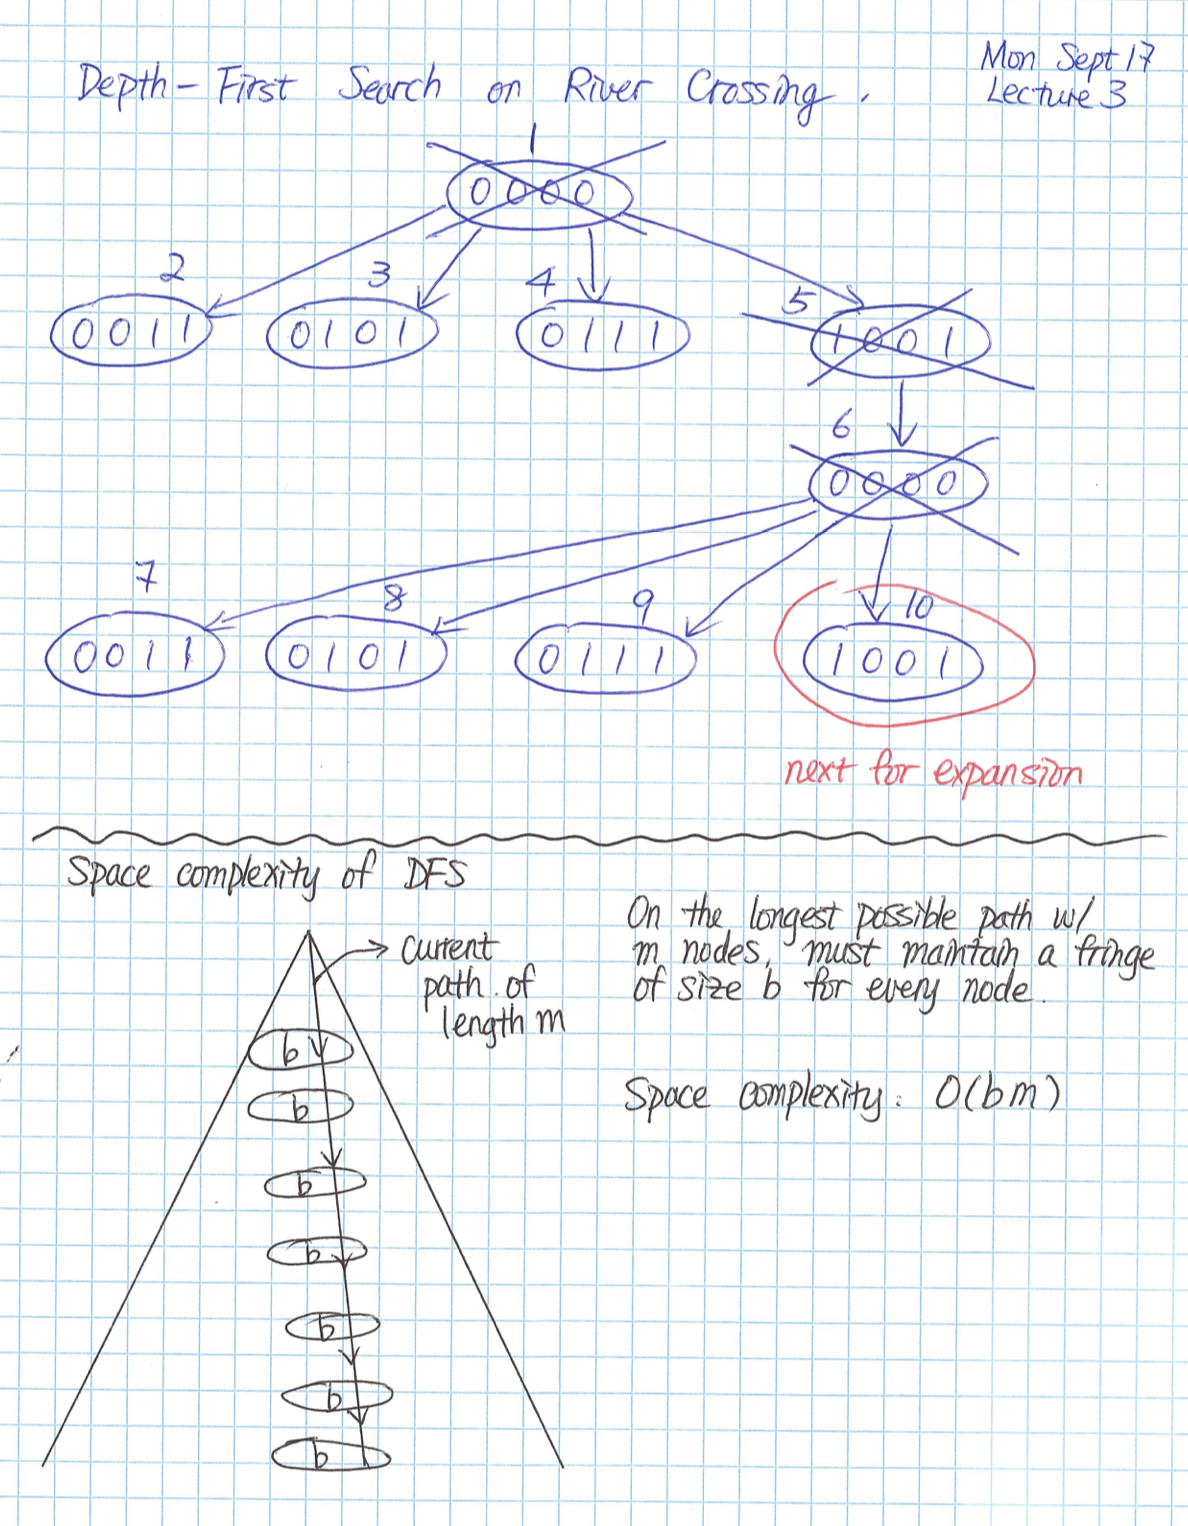 Mon Sept 17
Depth-First Search on River Crossing.
Lecture 3
1
0000
2 3 4 5
0011 0101 0111 1001
6
0000
7 8 9 10
0011 0101 0111 1001
next for expansion
Space complexity of DFS
On the longest possible path w/
m nodes, must maintain a fringe
of size b for every node.
current
path of
length m
Space complexity: O(bm)
b
b
b
b
b
b
b